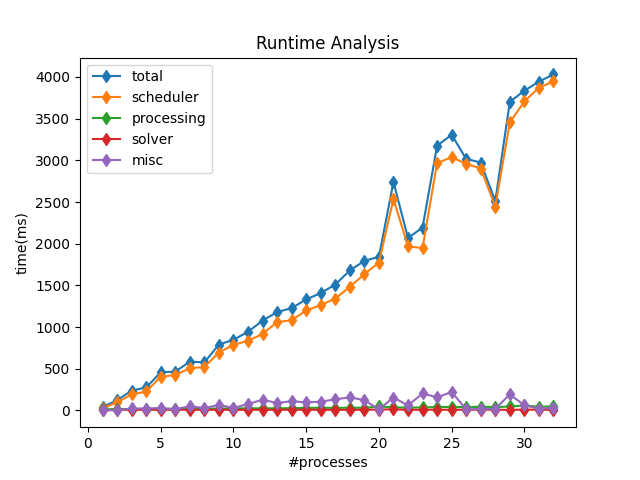 Runtime Analysis
total
scheduler
processing
solver
misc
time(ms)
4000
3500
3000
2500
2000
1500
1000
500
0
0 5 10 15 20 25 30
#processes